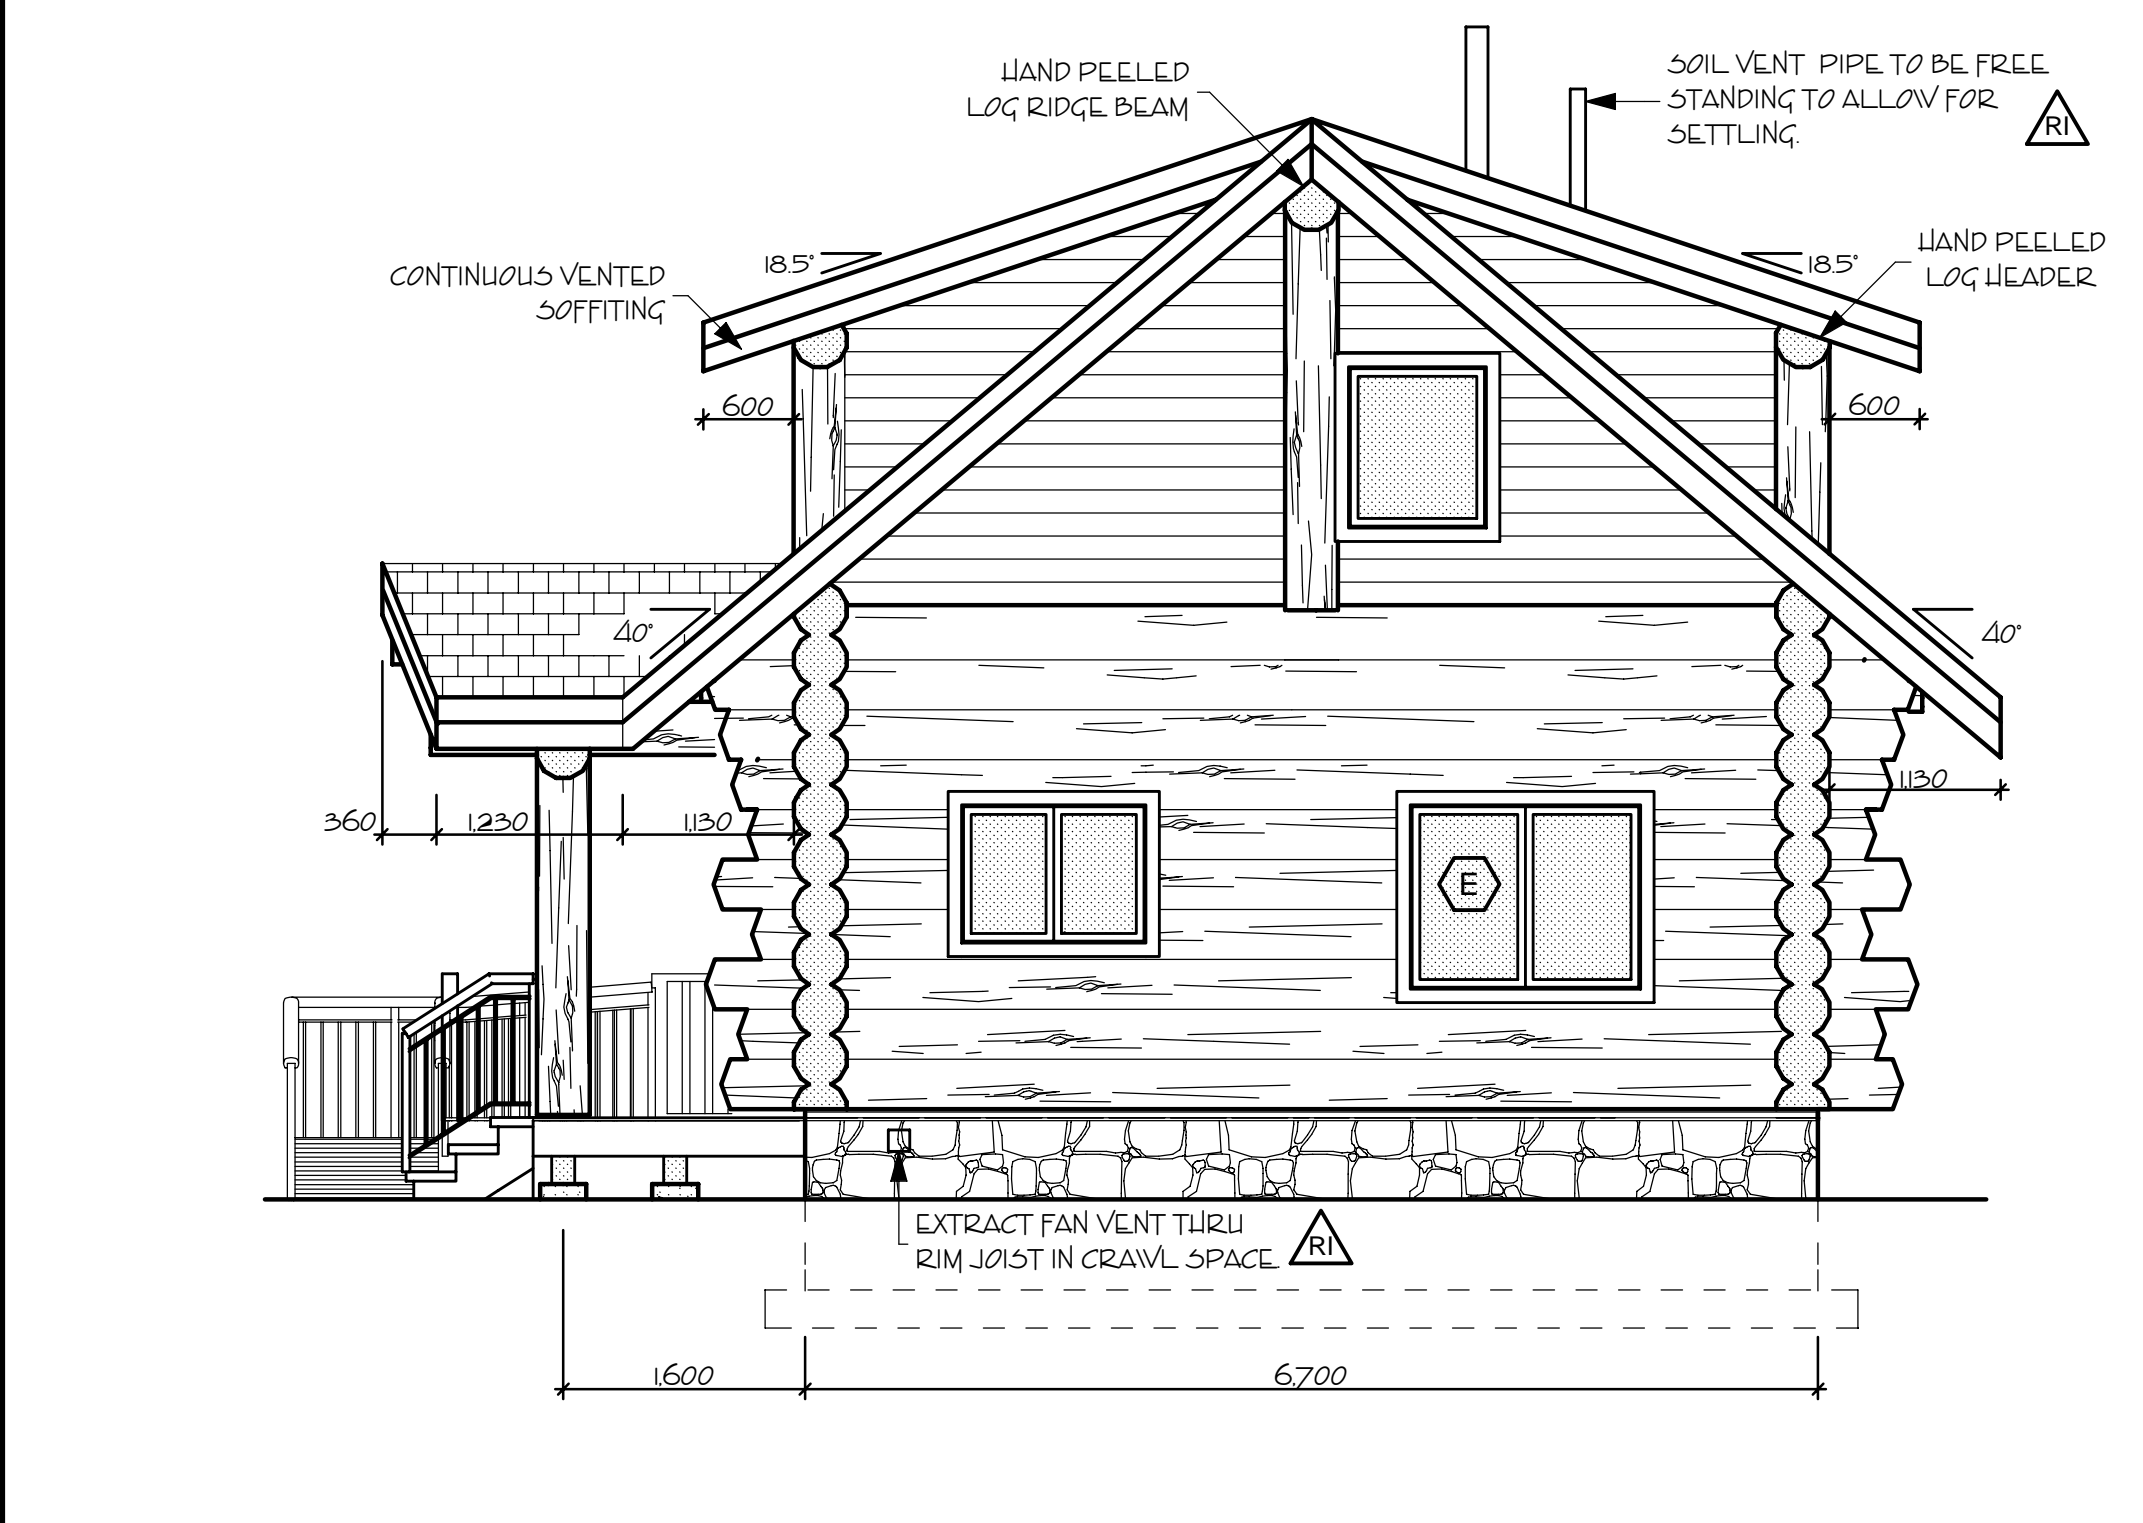 HAND PEELED
LOG RIDGE BEAM
SOIL VENT PIPE TO BE FREE
STANDING TO ALLOW FOR
SETTLING.
RI
CONTINUOUS VENTED
SOFFITING
18.5°
18.5°
HAND PEELED
LOG HEADER
600
600
40°
40°
360
1,230
1,130
1,130
E
EXTRACT FAN VENT THRU
RIM JOIST IN CRAWL SPACE.
RI
1,600
6,700